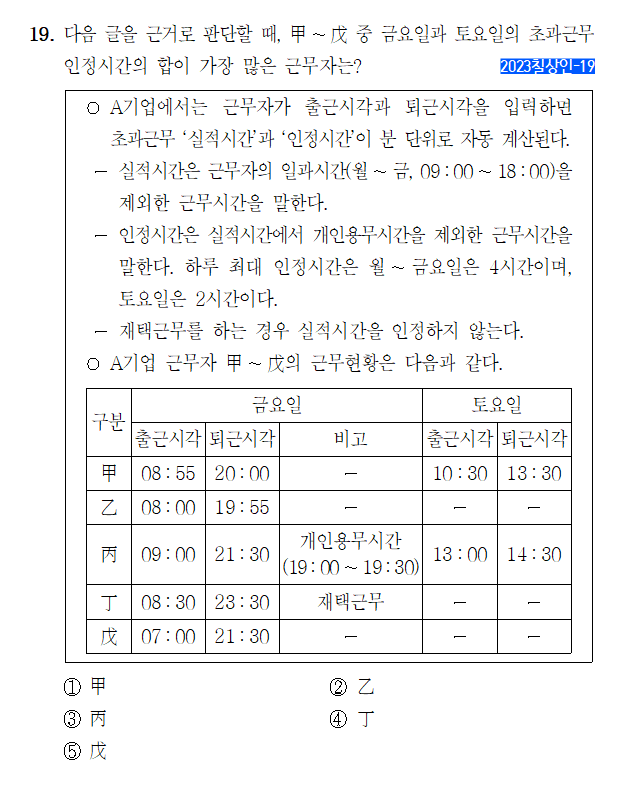 19. 다음 글을 근거로 판단할 때, 甲 ~ 戊 중 금요일과 토요일의 초과근무
인정시간의 합이 가장 많은 근무자는?
2023칠상인-19
○ A기업에서는 근무자가 출근시각과 퇴근시각을 입력하면
초과근무 ‘실적시간’과 ‘인정시간’이 분 단위로 자동 계산된다.
- 실적시간은 근무자의 일과시간(월 ~ 금, 09 : 00 ~ 18 : 00)을
제외한 근무시간을 말한다.
- 인정시간은 실적시간에서 개인용무시간을 제외한 근무시간을
말한다. 하루 최대 인정시간은 월 ~ 금요일은 4시간이며,
토요일은 2시간이다.
- 재택근무를 하는 경우 실적시간을 인정하지 않는다.
○ A기업 근무자 甲 ~ 戊의 근무현황은 다음과 같다.
구분 금요일 토요일
출근시각 퇴근시각 비고 출근시각 퇴근시각
甲 08 : 55 20 : 00 - 10 : 30 13 : 30
乙 08 : 00 19 : 55 - - -
丙 09 : 00 21 : 30 개인용무시간 (19 : 00 ~ 19 : 30) 13 : 00 14 : 30
丁 08 : 30 23 : 30 재택근무 - -
戊 07 : 00 21 : 30 - - -
① 甲 ② 乙
③ 丙 ④ 丁
⑤ 戊